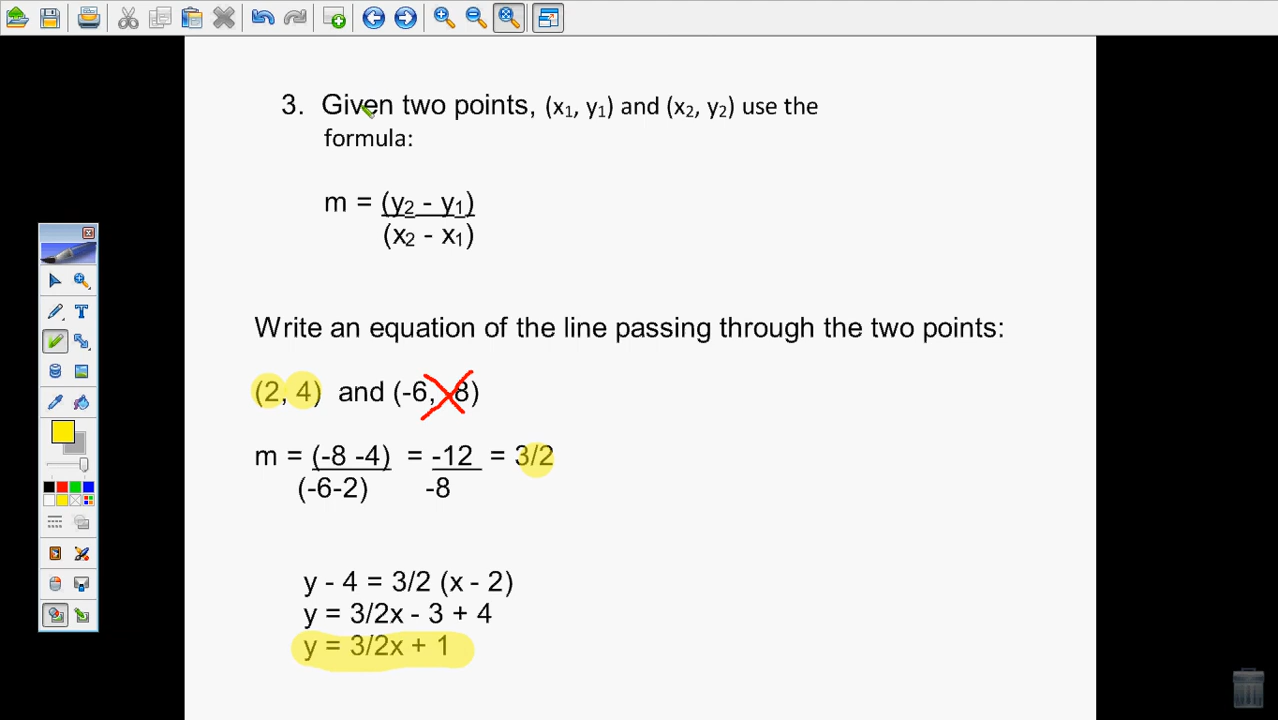 3. Given two points, (x₁, y₁) and (x₂, y₂) use the
formula:
m = (y₂ - y₁)
(x₂ - x₁)
Write an equation of the line passing through the two points:
(2, 4) and (-6, 8)
m = (-8 -4) = -12 = 3/2
(-6-2) -8
y - 4 = 3/2 (x - 2)
y = 3/2x - 3 + 4
y = 3/2x + 1